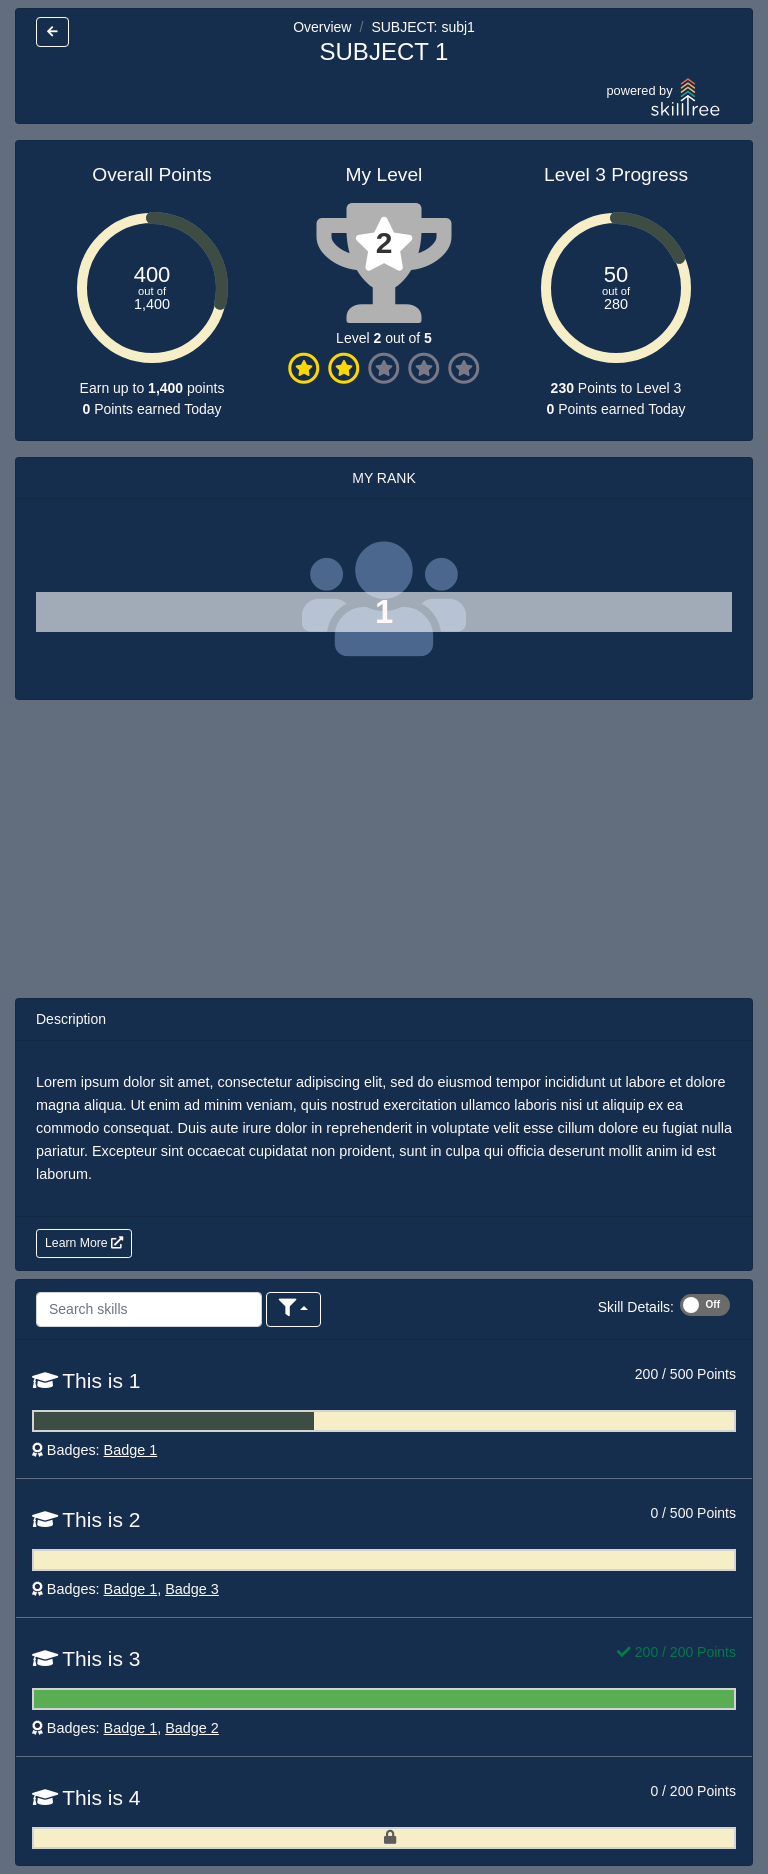 Overview / SUBJECT: subj1
SUBJECT 1
powered by
skilltree
Overall Points
400
out of
1,400
Earn up to 1,400 points
0 Points earned Today
My Level
2
Level 2 out of 5
Level 3 Progress
50
out of
280
230 Points to Level 3
0 Points earned Today
MY RANK
1
Description
Lorem ipsum dolor sit amet, consectetur adipiscing elit, sed do eiusmod tempor incididunt ut labore et dolore
magna aliqua. Ut enim ad minim veniam, quis nostrud exercitation ullamco laboris nisi ut aliquip ex ea
commodo consequat. Duis aute irure dolor in reprehenderit in voluptate velit esse cillum dolore eu fugiat nulla
pariatur. Excepteur sint occaecat cupidatat non proident, sunt in culpa qui officia deserunt mollit anim id est
laborum.
Learn More
Search skills
Skill Details: Off
This is 1
200 / 500 Points
Badges: Badge 1
This is 2
0 / 500 Points
Badges: Badge 1, Badge 3
This is 3
200 / 200 Points
Badges: Badge 1, Badge 2
This is 4
0 / 200 Points